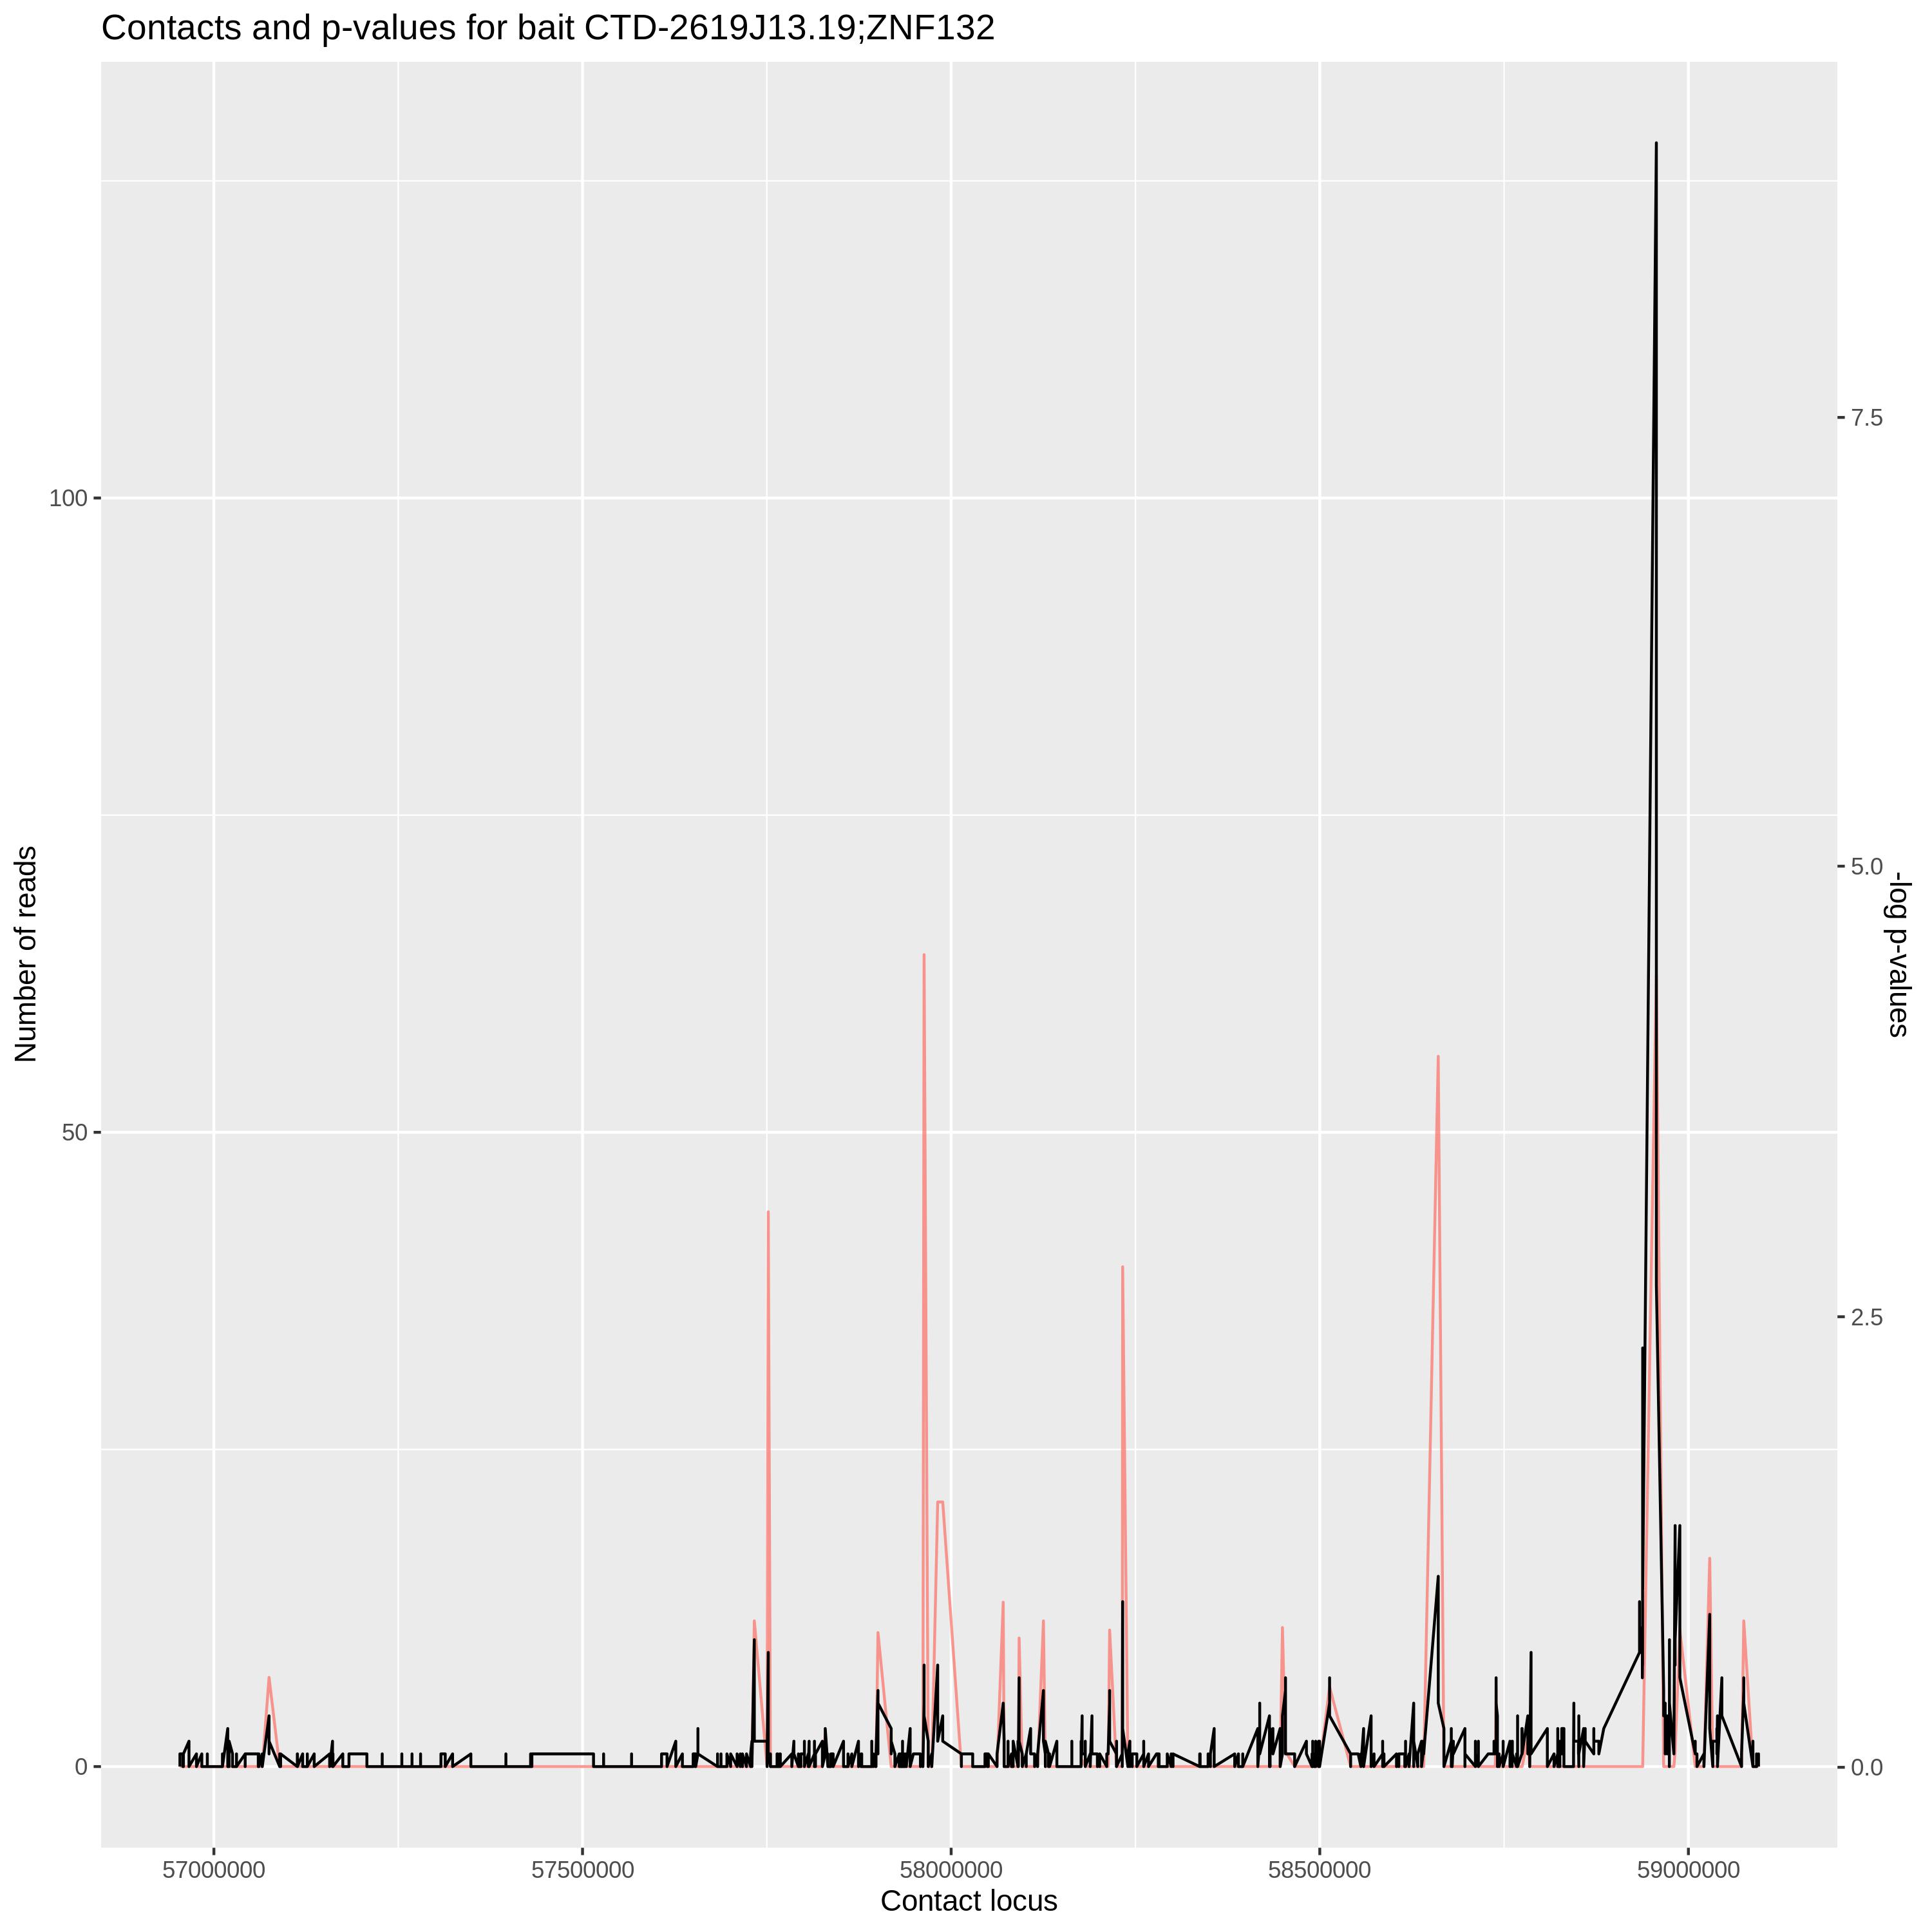 Contacts and p-values for bait CTD-2619J13.19;ZNF132
100
50
0
Number of reads
7.5
5.0
2.5
0.0
-log p-values
57000000 57500000 58000000 58500000 59000000
Contact locus